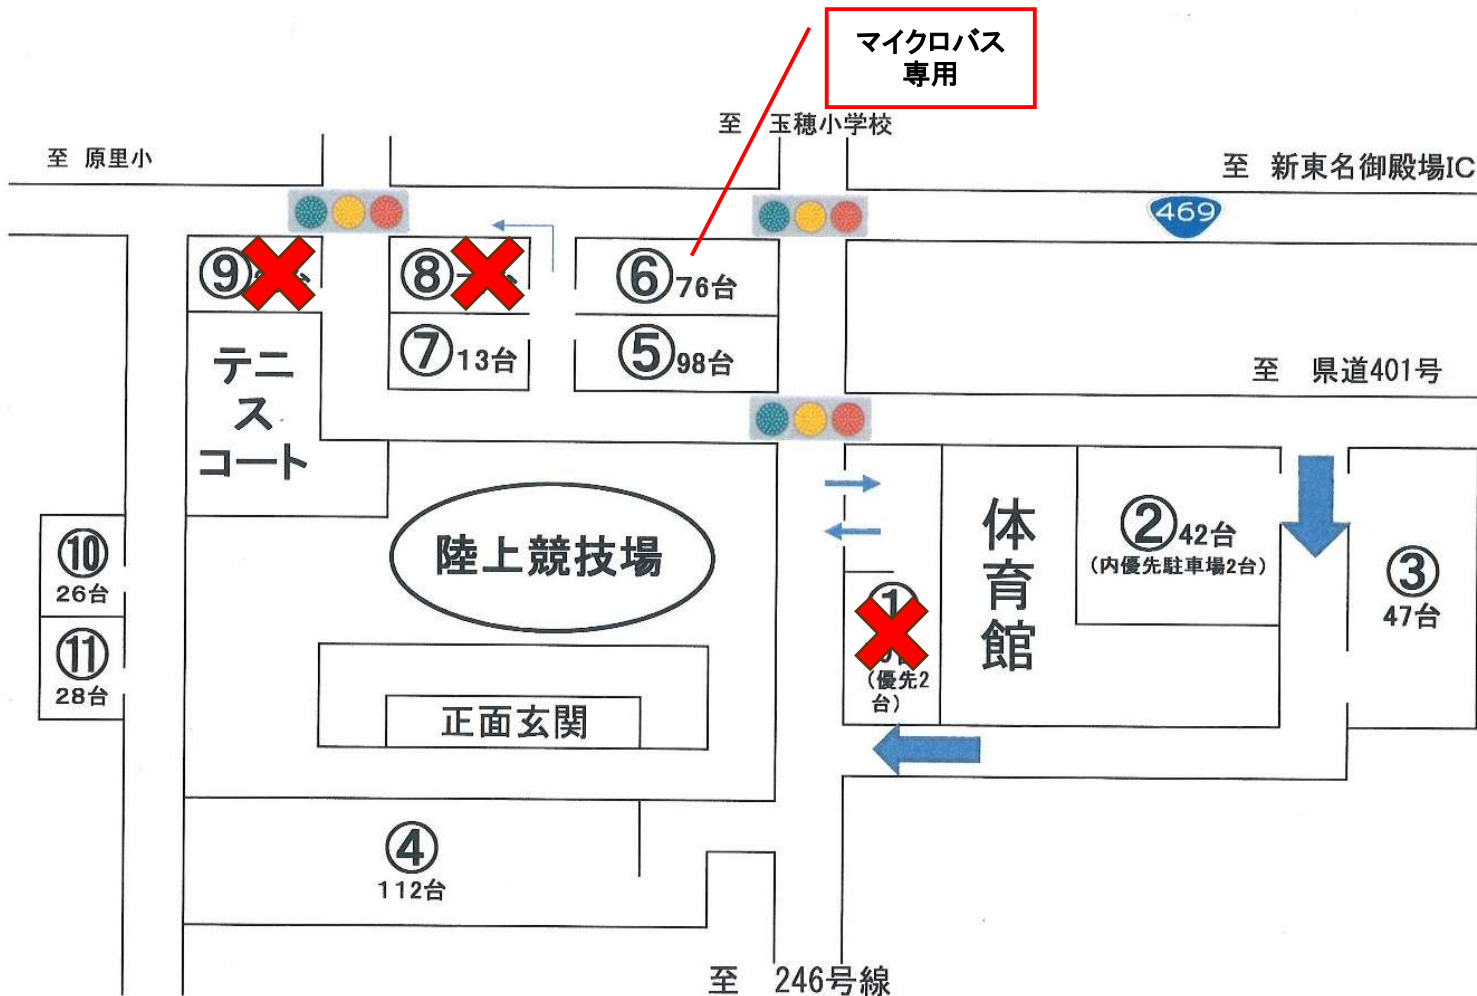 マイクロバス
専用
至　玉穂小学校
至 原里小
至 新東名御殿場IC
469
⑨
⑧
⑥76台
⑦13台
⑤98台
テニ
ス
コート
至　県道401号
陸上競技場
体
育
館
②42台
(内優先駐車場2台)
③
47台
⑩
26台
⑪
28台
①
(優先2
台)
正面玄関
④
112台
至　246号線